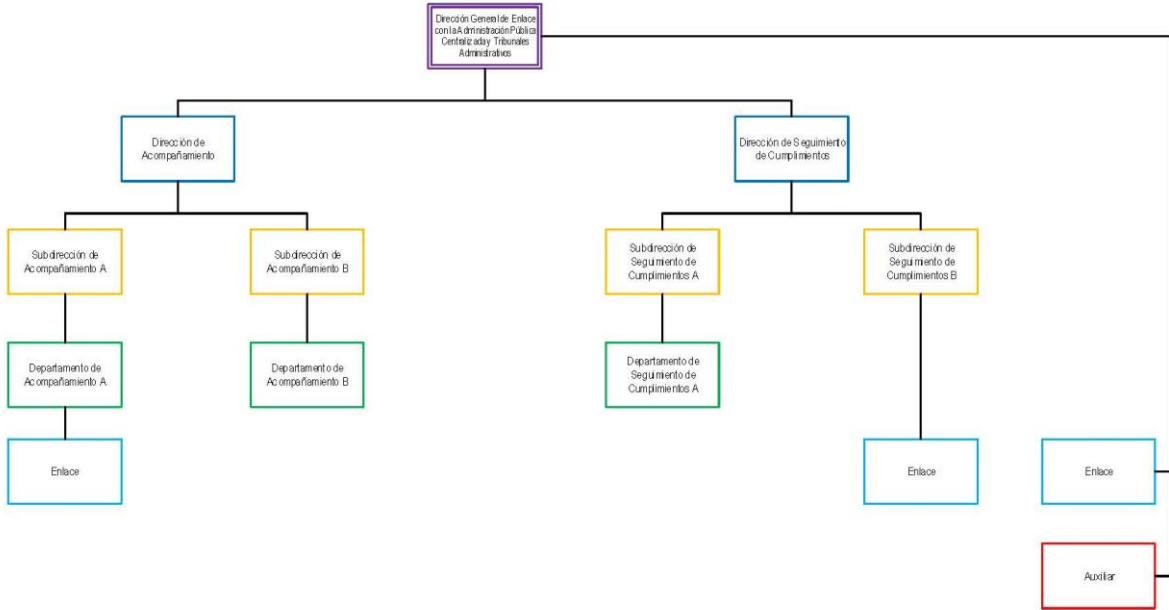 Dirección General de Enlace
con la Administración Pública
Centralizada y Tribunales
Administrativos
Dirección de
Acompañamiento
Dirección de Seguimiento
de Cumplimientos
Subdirección de
Acompañamiento A
Subdirección de
Acompañamiento B
Subdirección de
Seguimiento de
Cumplimientos A
Subdirección de
Seguimiento de
Cumplimientos B
Departamento de
Acompañamiento A
Departamento de
Acompañamiento B
Departamento de
Seguimiento de
Cumplimientos A
Enlace
Enlace
Enlace
Auxiliar